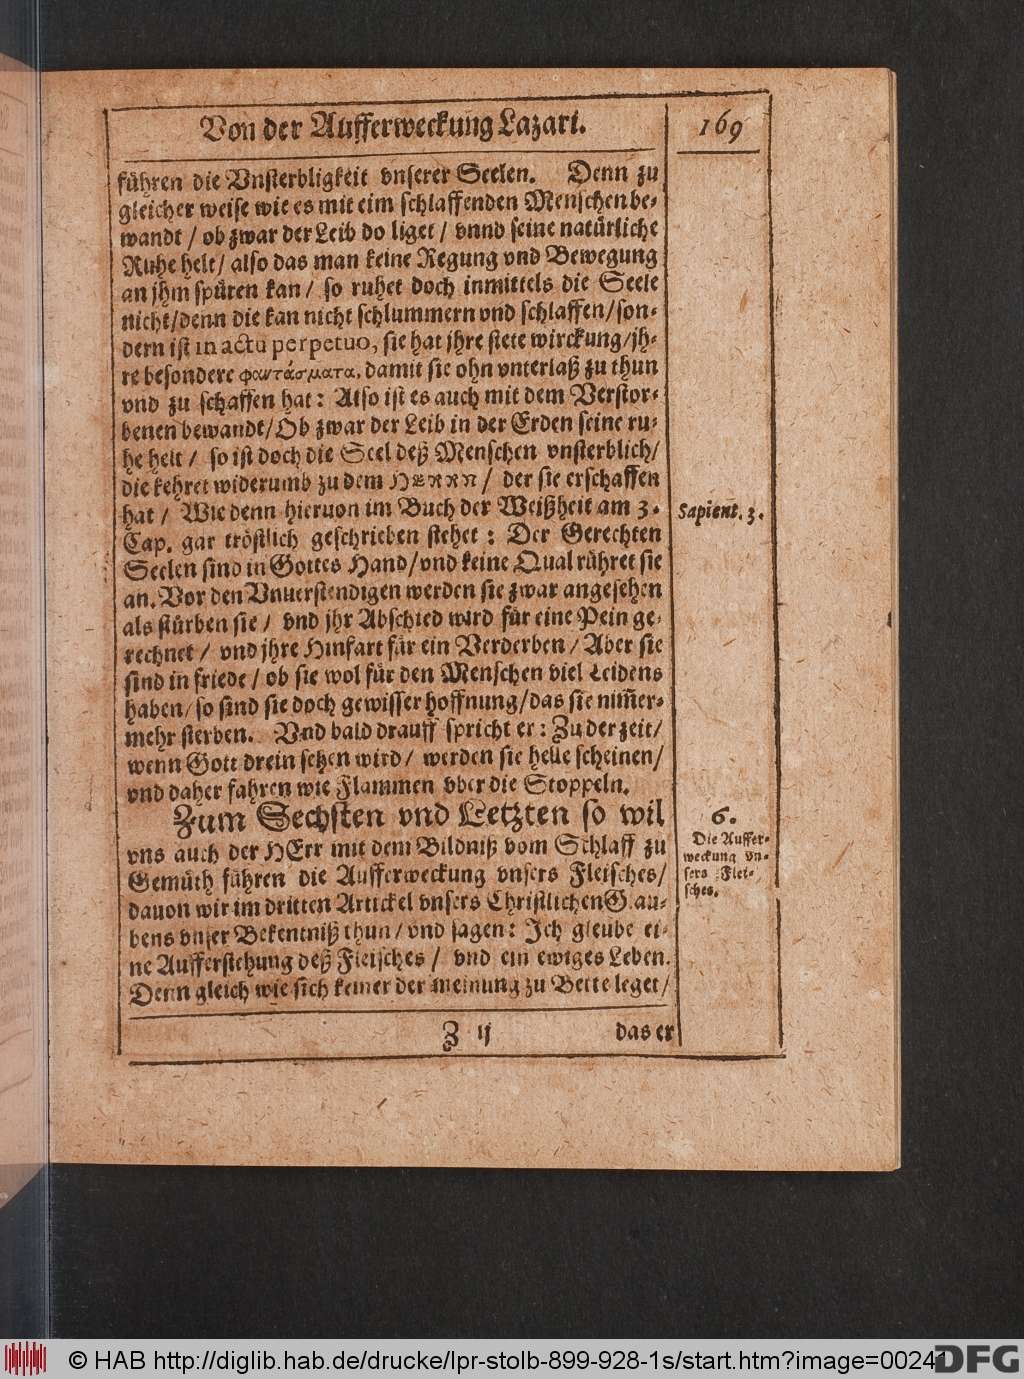 Von der Aufferweckung Lazari.
169
führen die Vnsterbligkeit vnserer Seelen. Denn zu
gleicher weise wie es mit eim schlaffenden Menschen be-
wandt / ob zwar der Leib do liget / vnnd seine natürliche
Ruhe helt / also das man keine Regung vnd Bewegung
an jhm spüren kan / so ruhet doch inmittels die Seele
nicht / denn die kan nicht schlummern vnd schlaffen / son-
dern ist in actu perpetuo, sie hat jhre stete wirckung / jh-
re besondere φαντάσματα, damit sie ohn vnterlaß zu thun
vnd zu schaffen hat: Also ist es auch mit dem Verstor-
benen bewandt / Ob zwar der Leib in der Erden seine ru-
he helt / so ist doch die Seel deß Menschen vnsterblich /
die kehret widerumb zu dem HERRN / der sie erschaffen
hat / Wie denn hieruon im Buch der Weißheit am 3.
Cap. gar tröstlich geschrieben stehet: Der Gerechten
Seelen sind in Gottes Hand / vnd keine Qual rühret sie
an. Vor den Vnuerstendigen werden sie zwar angesehen
als stürben sie / vnd jhr Abschied wird für eine Pein ge-
rechnet / vnd jhre Hinfart für ein Verderben / Aber sie
sind in friede / ob sie wol für den Menschen viel Leidens
haben / so sind sie doch gewisser hoffnung / das sie nim̃er-
mehr sterben. Vnd bald drauff spricht er: Zu der zeit /
wenn Gott drein sehen wird / werden sie helle scheinen /
vnd daher fahren wie Flammen vber die Stoppeln.
Zum Sechsten vnd Letzten so wil
vns auch der HErr mit dem Bildniß vom Schlaff zu
Gemüth führen die Aufferweckung vnsers Fleisches /
dauon wir im dritten Artickel vnsers Christlichen Glau-
bens vnser Bekentniß thun / vnd sagen: Ich gleube ei-
ne Aufferstehung deß Fleisches / vnd ein ewiges Leben.
Denn gleich wie sich keiner der meinung zu Bette leget /
Z ij
das er
Sapient. 3.
6.
Die Auffer-
weckung vn-
sers Flei-
sches.
© HAB http://diglib.hab.de/drucke/lpr-stolb-899-928-1s/start.htm?image=00241
DFG